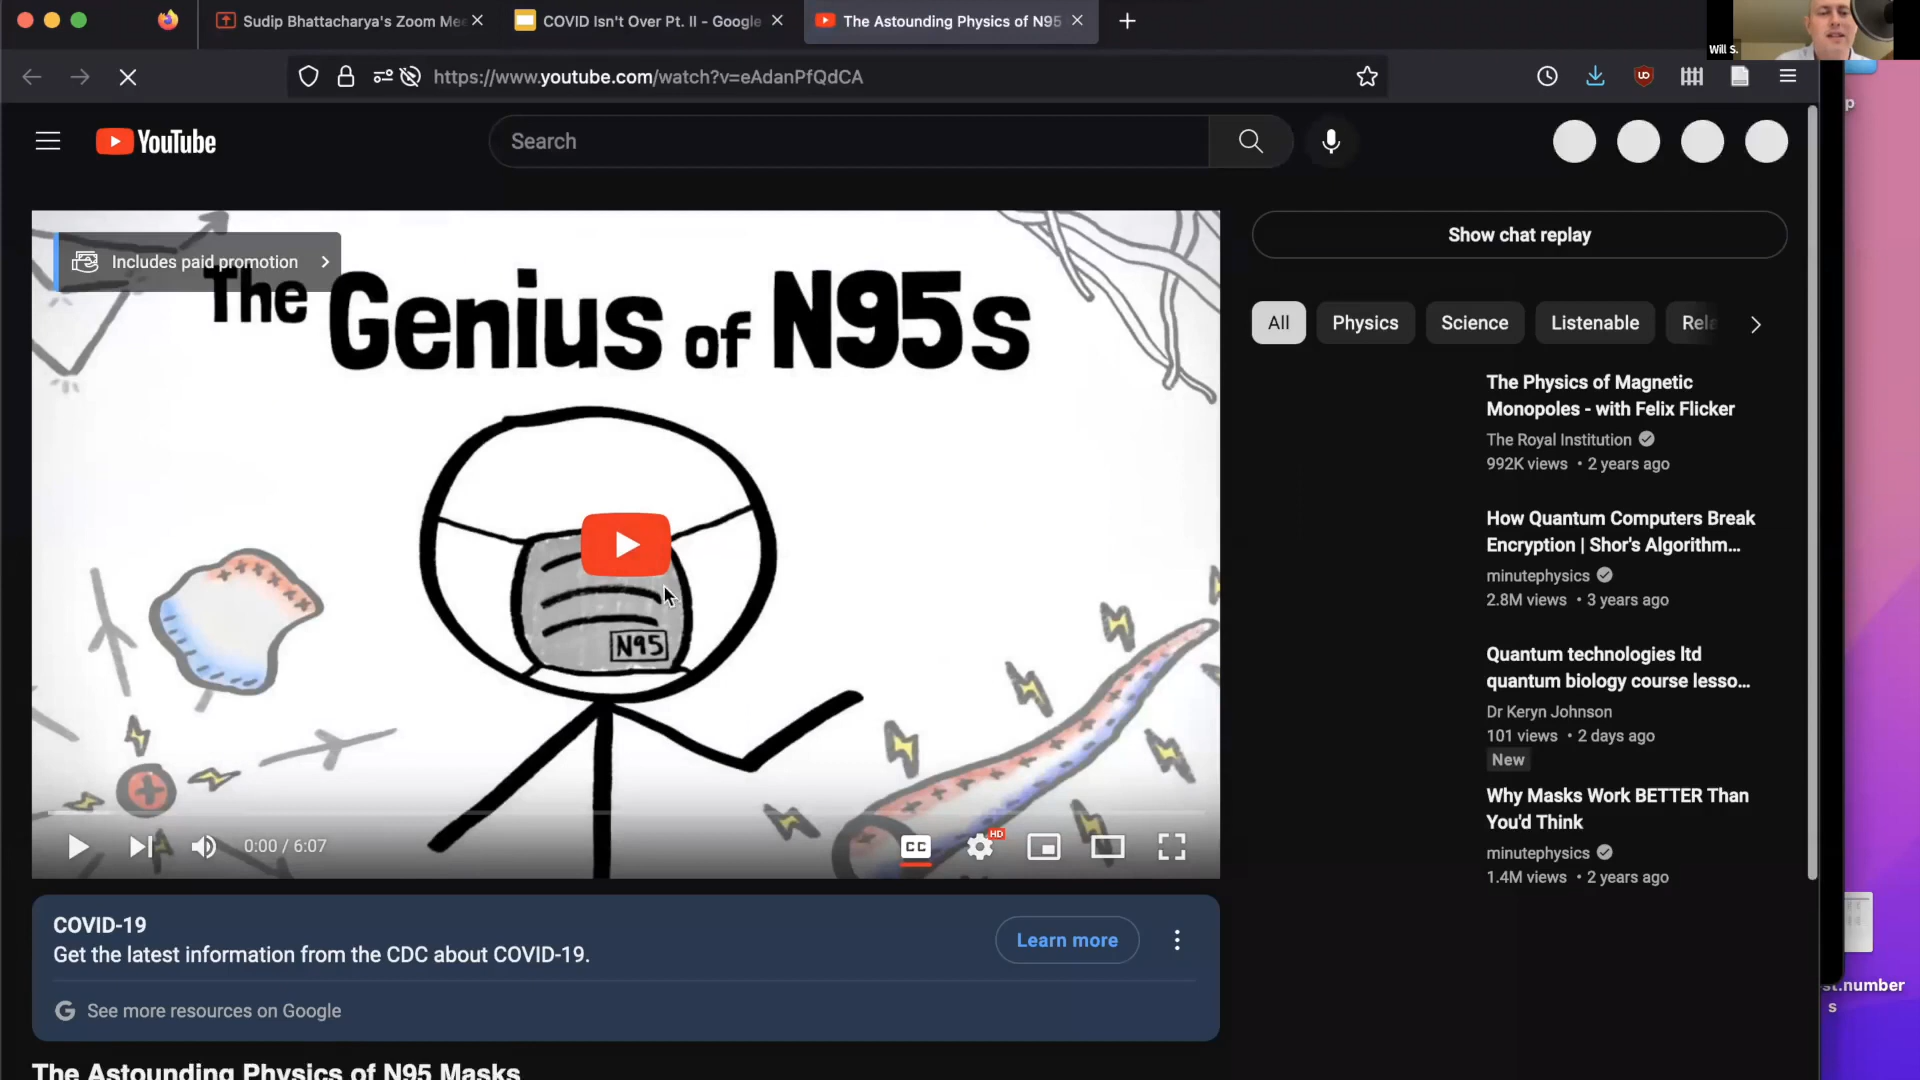 Sudip Bhattacharya's Zoom Mee
COVID Isn't Over Pt. II - Google
The Astounding Physics of N95
Will S.
https://www.youtube.com/watch?v=eAdanPfQdCA
YouTube
Search
Includes paid promotion
The Genius of N95s
N95
0:00 / 6:07
CC
HD
Show chat replay
All
Physics
Science
Listenable
Rela
The Physics of Magnetic
Monopoles - with Felix Flicker
The Royal Institution
992K views • 2 years ago
How Quantum Computers Break
Encryption | Shor's Algorithm...
minutephysics
2.8M views • 3 years ago
Quantum technologies ltd
quantum biology course lesso...
Dr Keryn Johnson
101 views • 2 days ago
New
Why Masks Work BETTER Than
You'd Think
minutephysics
1.4M views • 2 years ago
COVID-19
Get the latest information from the CDC about COVID-19.
Learn more
See more resources on Google
The Astounding Physics of N95 Masks
p
st.number
s